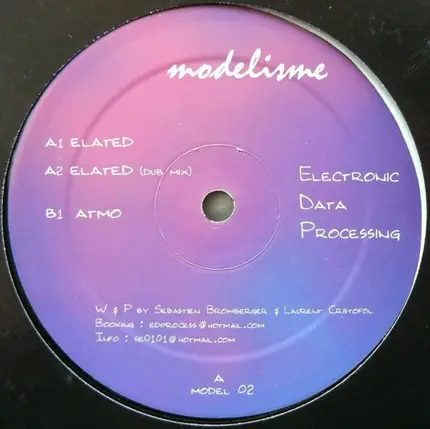 modelisme
A1 ELATED
A2 ELATED (DUB MIX)
B1 ATMO
ELECTRONIC
DATA
PROCESSING
W & P BY SEBASTIEN BROMBERGER & LAURENT CRISTOFOL
BOOKING : EDPROCESS@HOTMAIL.COM
INFO : SE0101@HOTMAIL.COM
A
MODEL 02